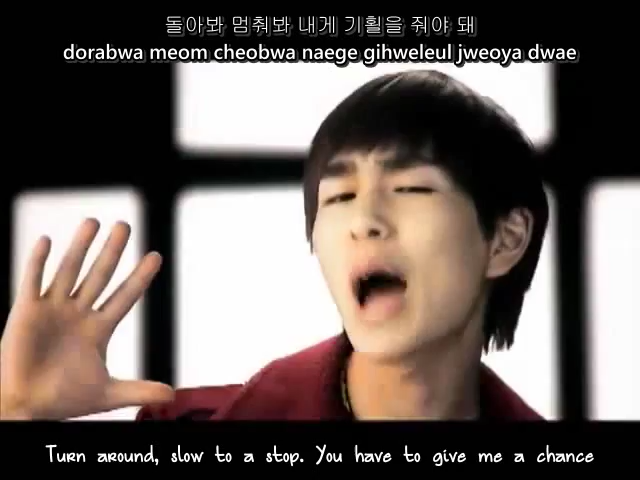 돌아봐 멈춰봐 내게 기횔을 줘야 돼
dorabwa meom cheobwa naege gihweleul jweoya dwae
Turn around, slow to a stop. You have to give me a chance